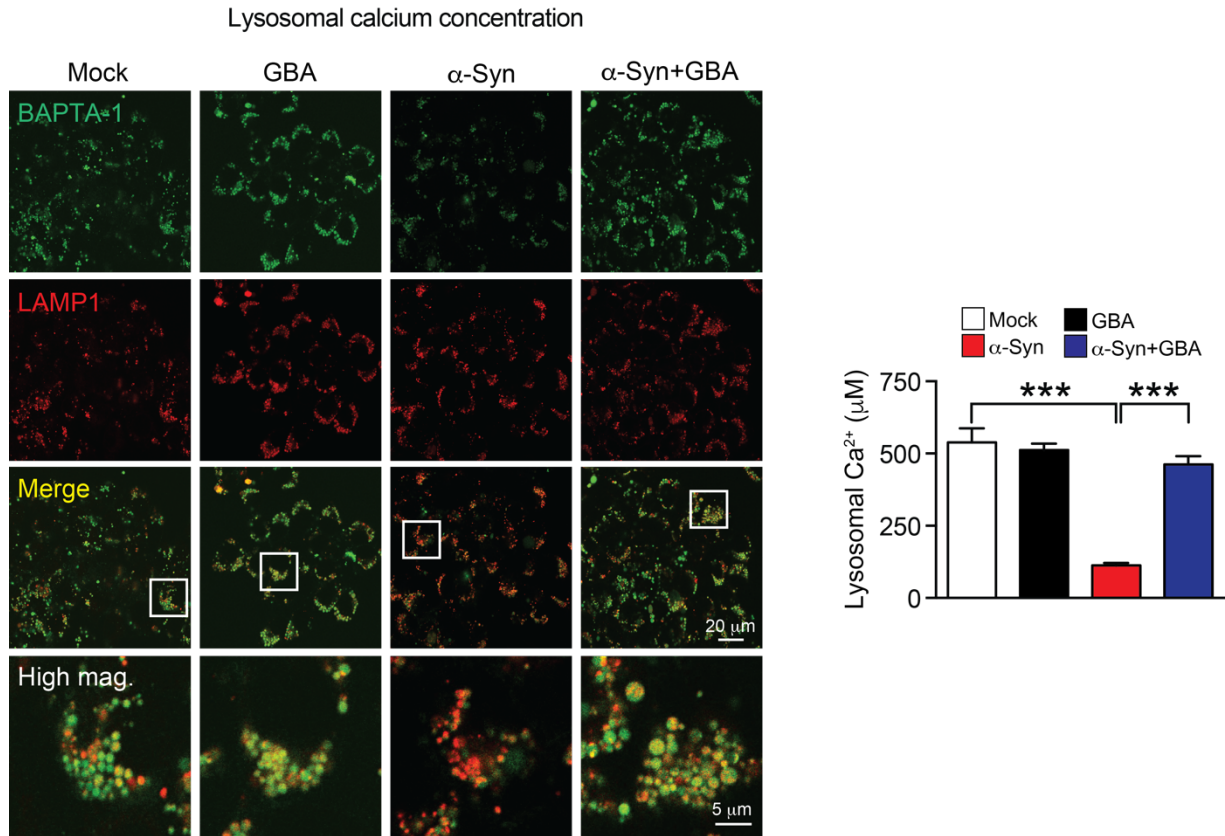 Lysosomal calcium concentration
Mock GBA α-Syn α-Syn+GBA
BAPTA-1
LAMP1
Merge
20 μm
High mag.
5 μm
Mock GBA
α-Syn α-Syn+GBA
Lysosomal Ca²⁺ (μM)
750
500
250
0
*** ***